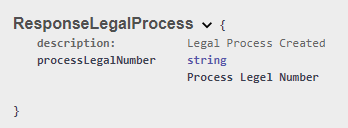 ResponseLegalProcess {
description: Legal Process Created
processLegalNumber string
Process Legel Number
}